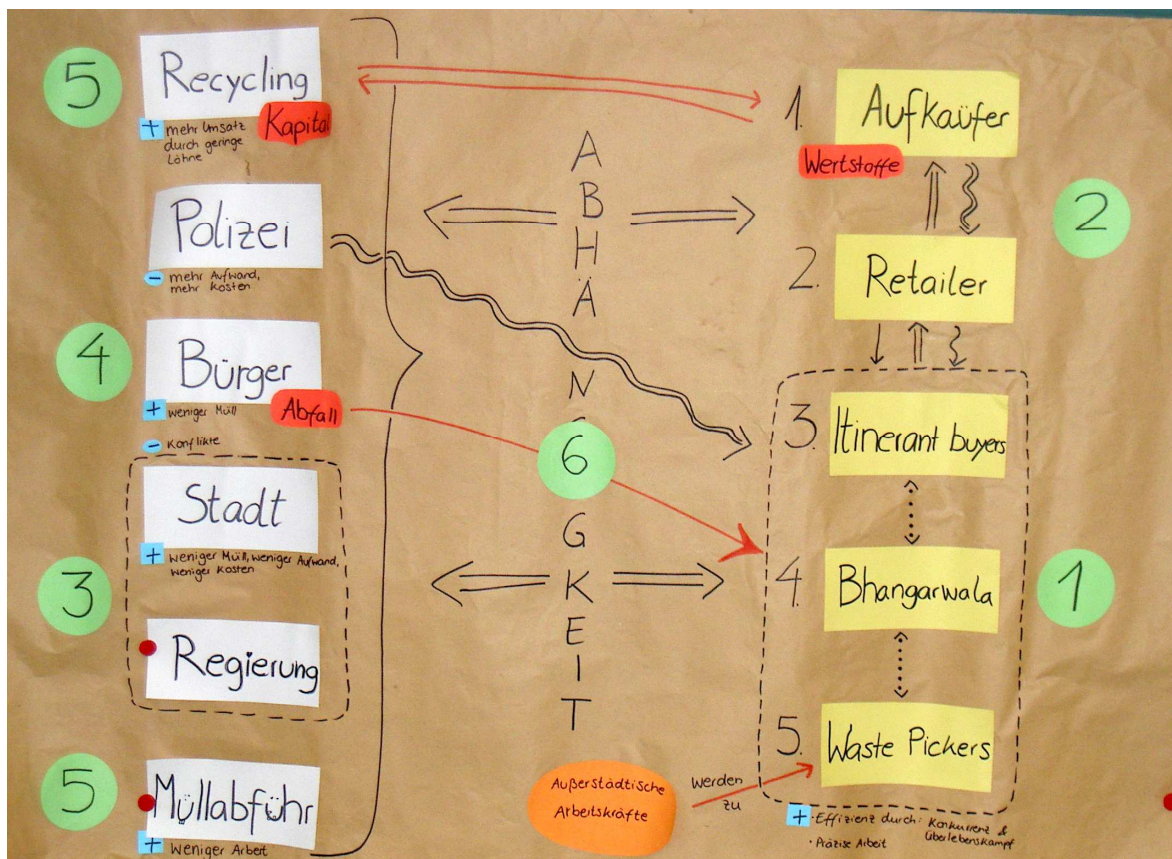 5
Recycling
Kapital
+ mehr Umsatz
durch geringe
Löhne
Polizei
- mehr Aufwand,
mehr Kosten
4
Bürger
Abfall
+ weniger Müll
- Konflikte
3
Stadt
+ weniger Müll, weniger Aufwand,
weniger Kosten
Regierung
5
Müllabführ
+ Weniger Arbeit
A
B
H
Ä
N
G
6
G
K
E
I
T
Außerstädtische
Arbeitskräfte
werden
zu
1. Aufkaüfer
Wertstoffe
2
2. Retailer
3. Itinerant buyers
4. Bhangarwala
1
5. Waste Pickers
+ · Effizienz durch: Konkurrenz &
Überlebenskampf
· Präzise Arbeit